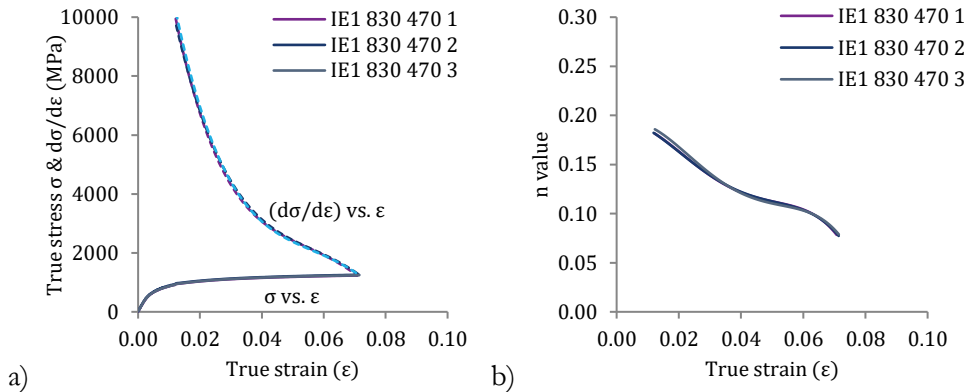 IE1 830 470 1
IE1 830 470 2
IE1 830 470 3
10000
8000
6000
4000
2000
0
True stress σ & dσ/dε (MPa)
(dσ/dε) vs. ε
σ vs. ε
0.00 0.02 0.04 0.06 0.08 0.10
True strain (ε)
a)
IE1 830 470 1
IE1 830 470 2
IE1 830 470 3
0.30
0.25
0.20
0.15
0.10
0.05
0.00
n value
0.00 0.02 0.04 0.06 0.08 0.10
True strain (ε)
b)